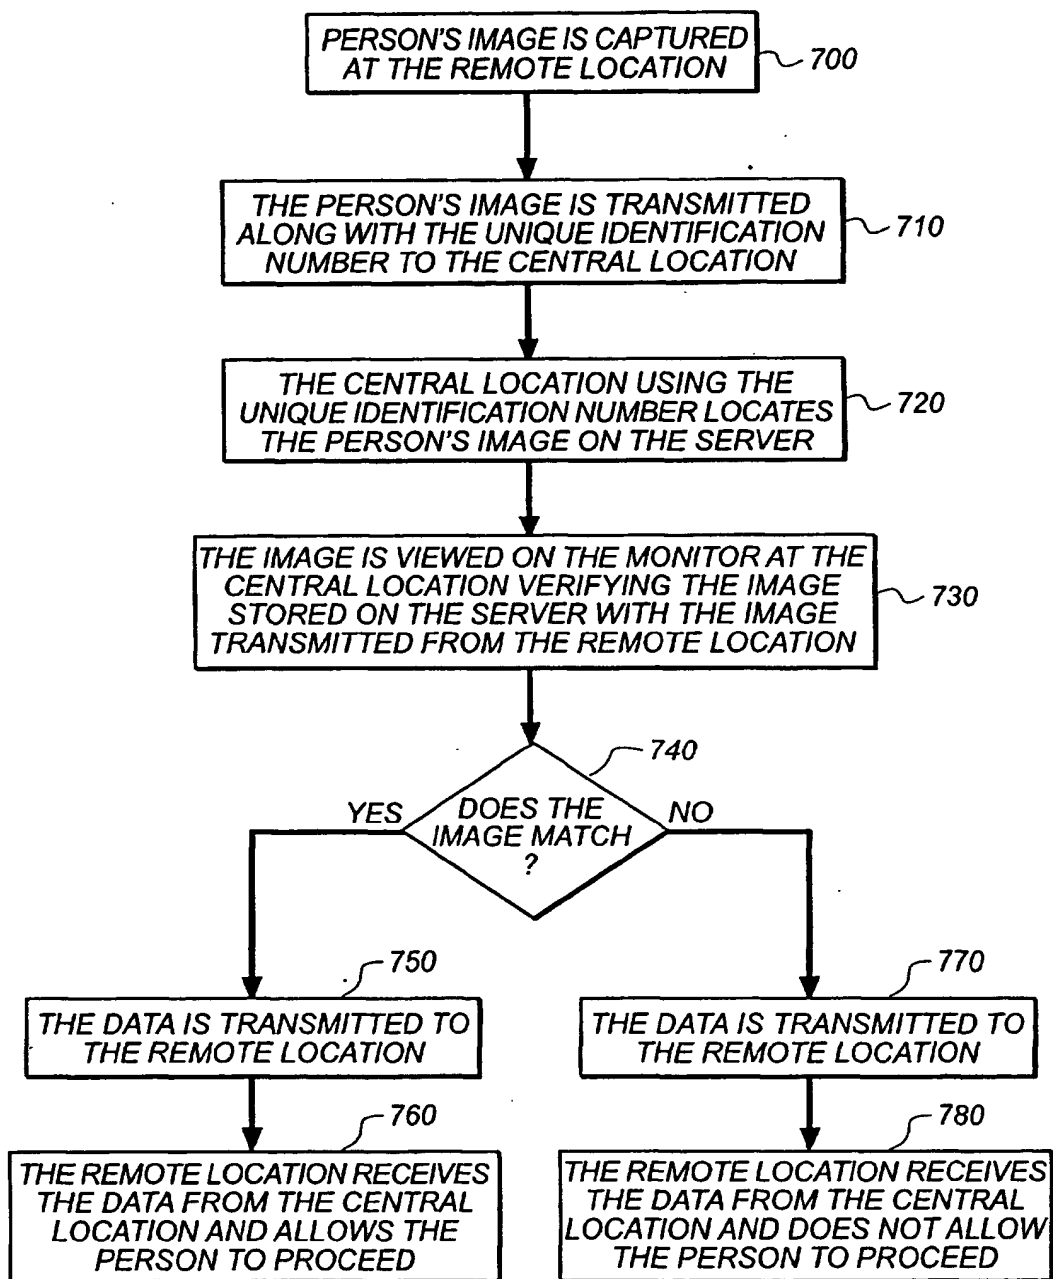 PERSON'S IMAGE IS CAPTURED
AT THE REMOTE LOCATION
700
THE PERSON'S IMAGE IS TRANSMITTED
ALONG WITH THE UNIQUE IDENTIFICATION
NUMBER TO THE CENTRAL LOCATION
710
THE CENTRAL LOCATION USING THE
UNIQUE IDENTIFICATION NUMBER LOCATES
THE PERSON'S IMAGE ON THE SERVER
720
THE IMAGE IS VIEWED ON THE MONITOR AT THE
CENTRAL LOCATION VERIFYING THE IMAGE
STORED ON THE SERVER WITH THE IMAGE
TRANSMITTED FROM THE REMOTE LOCATION
730
740
YES
DOES THE
IMAGE MATCH
?
NO
750
THE DATA IS TRANSMITTED TO
THE REMOTE LOCATION
770
THE DATA IS TRANSMITTED TO
THE REMOTE LOCATION
760
THE REMOTE LOCATION RECEIVES
THE DATA FROM THE CENTRAL
LOCATION AND ALLOWS THE
PERSON TO PROCEED
780
THE REMOTE LOCATION RECEIVES
THE DATA FROM THE CENTRAL
LOCATION AND DOES NOT ALLOW
THE PERSON TO PROCEED